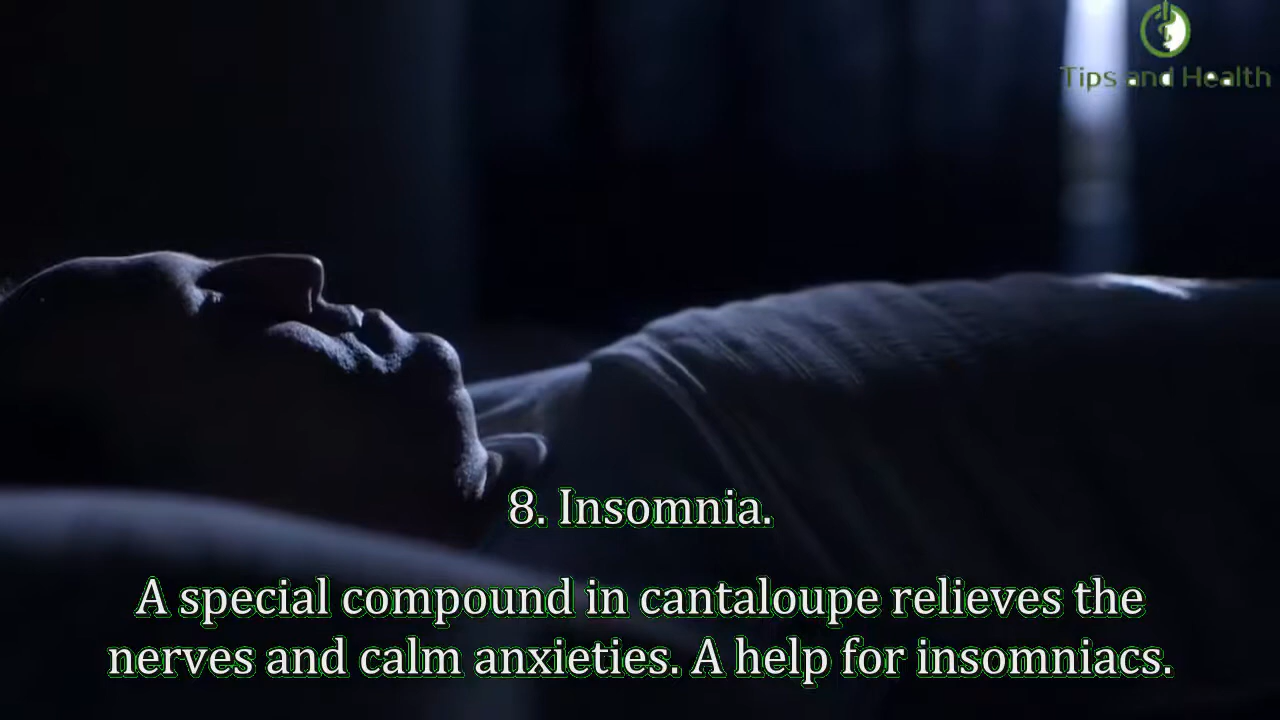 Tips and Health
8. Insomnia.
A special compound in cantaloupe relieves the
nerves and calm anxieties. A help for insomniacs.